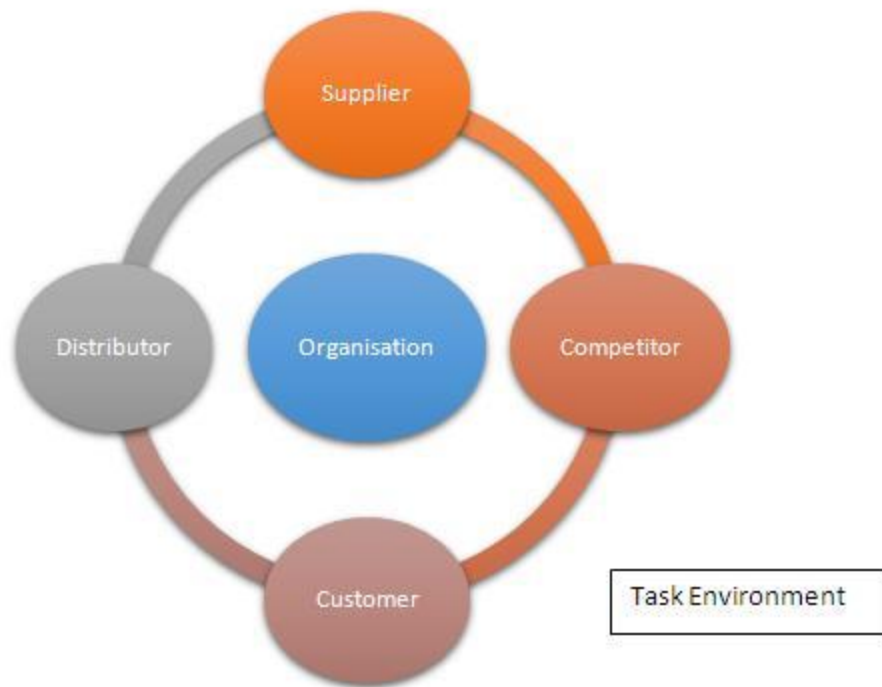 Supplier
Distributor
Organisation
Competitor
Customer
Task Environment